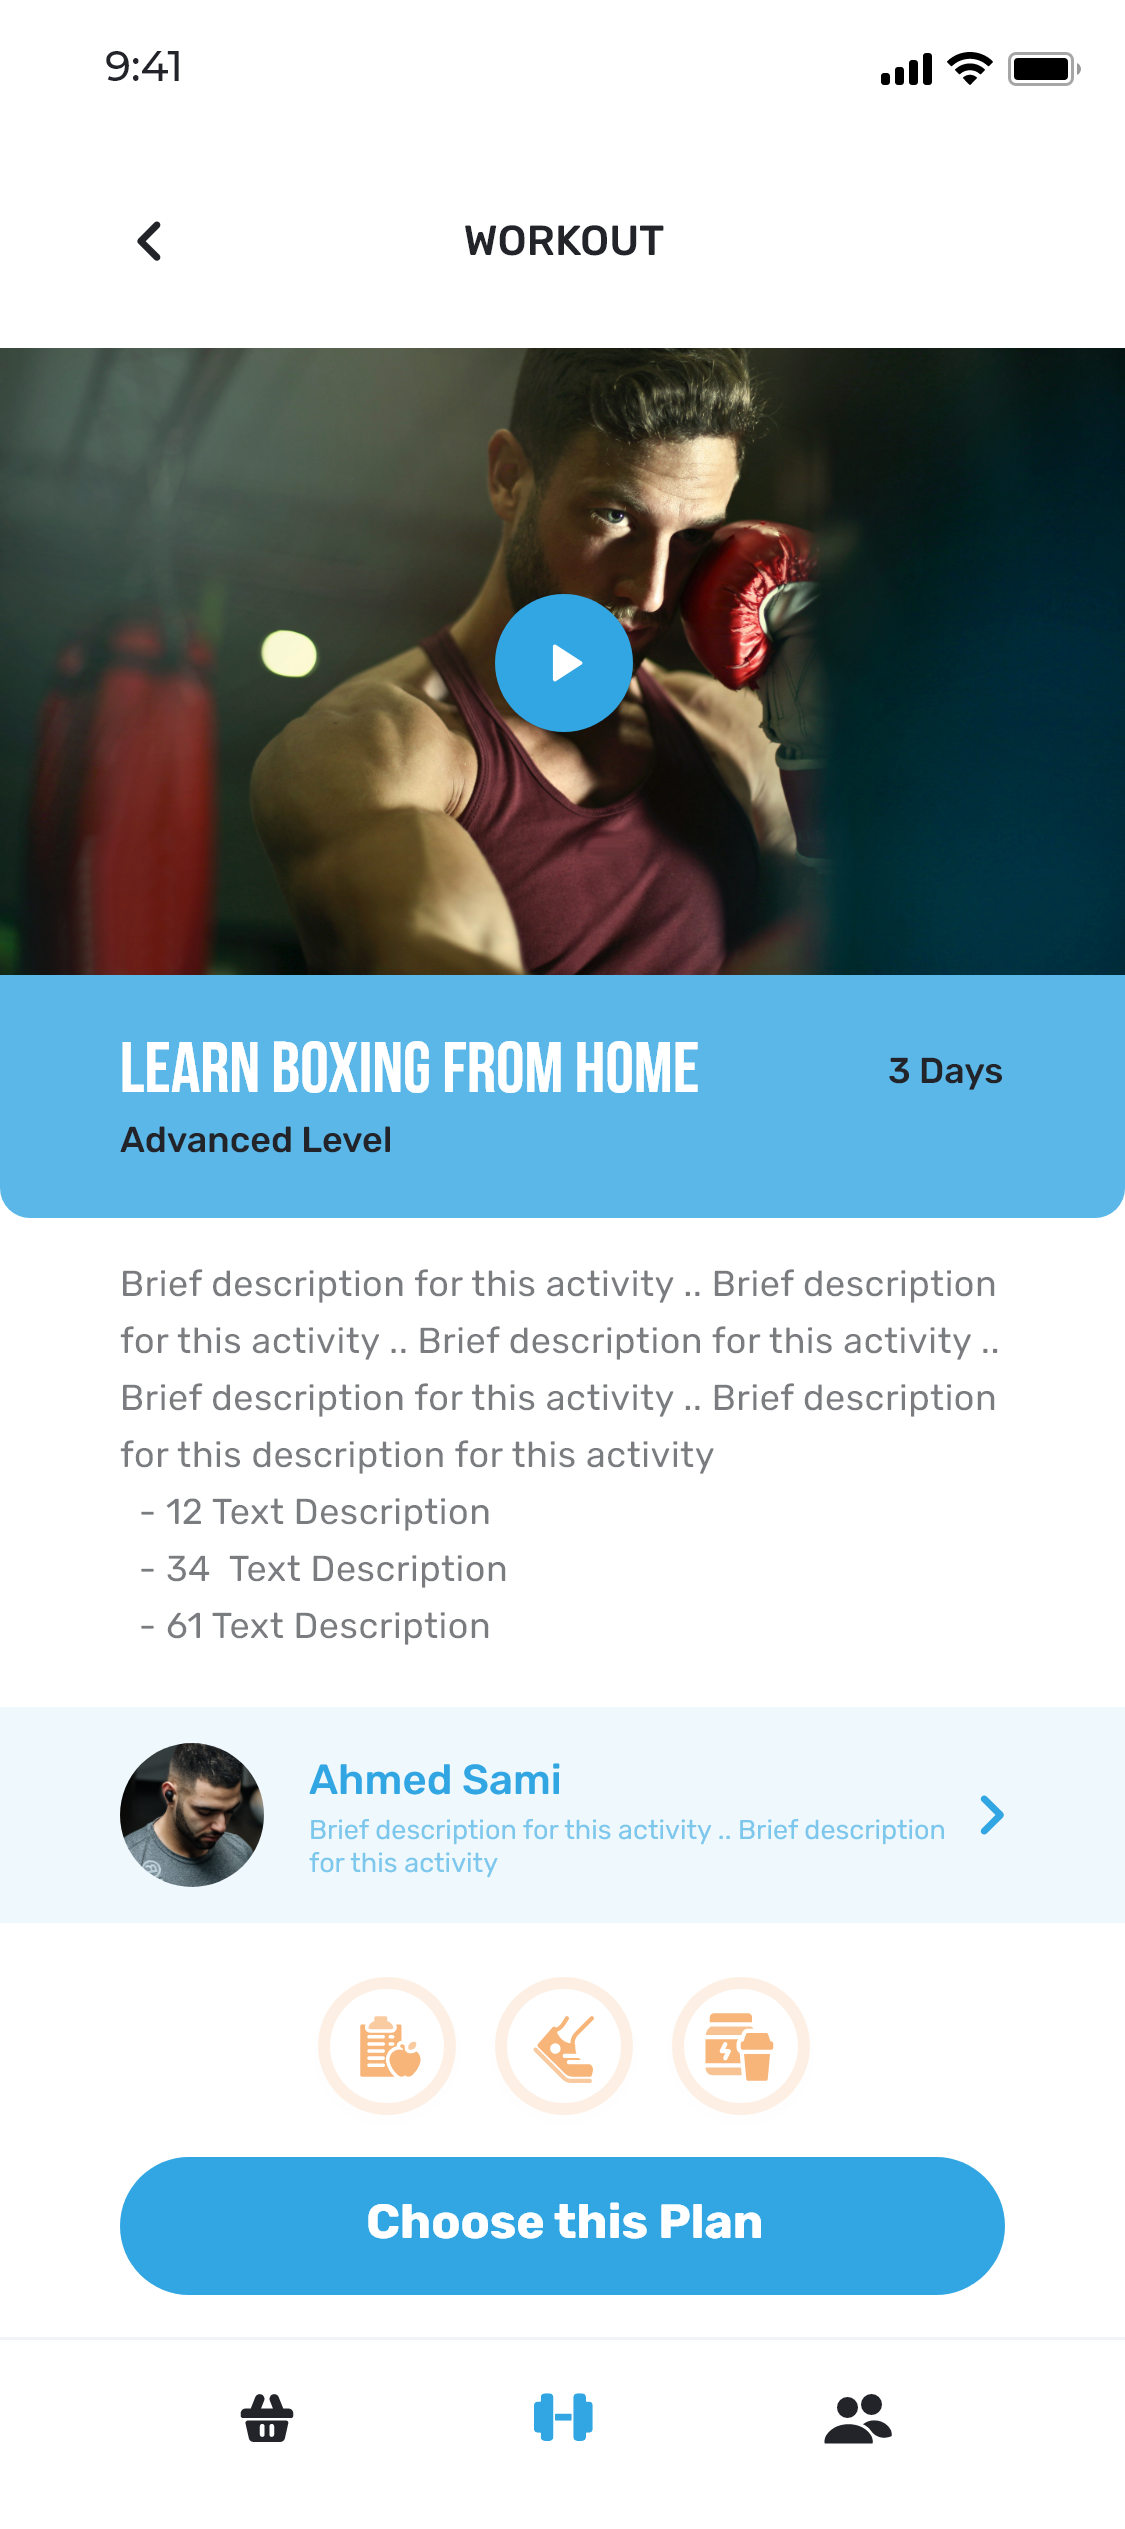 9:41
WORKOUT
LEARN BOXING FROM HOME
3 Days
Advanced Level
Brief description for this activity .. Brief description
for this activity .. Brief description for this activity ..
Brief description for this activity .. Brief description
for this description for this activity
- 12 Text Description
- 34  Text Description
- 61 Text Description
Ahmed Sami
Brief description for this activity .. Brief description
for this activity
Choose this Plan